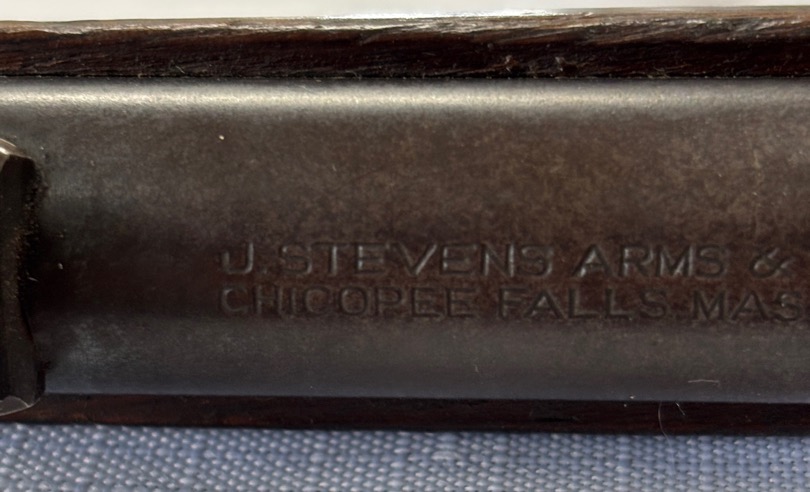 J. STEVENS ARMS &
CHICOPEE FALLS. MAS